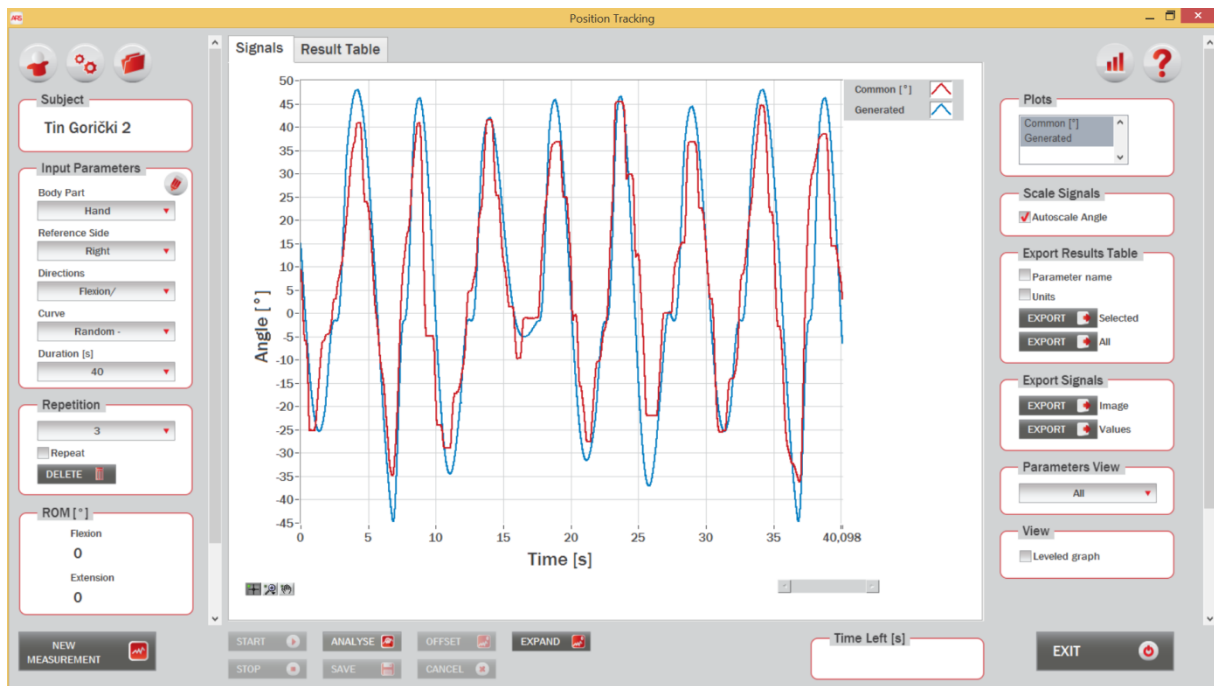 ARS
Position Tracking
Subject
Tin Gorički 2
Input Parameters
Body Part
Hand
Reference Side
Right
Directions
Flexion/
Curve
Random -
Duration [s]
40
Repetition
3
Repeat
DELETE
ROM [°]
Flexion
0
Extension
0
NEW
MEASUREMENT
Signals
Result Table
Common [°]
Generated
50
45
40
35
30
25
20
15
10
5
0
-5
-10
-15
-20
-25
-30
-35
-40
-45
Angle [°]
0
5
10
15
20
25
30
35
40,098
Time [s]
START
ANALYSE
OFFSET
EXPAND
STOP
SAVE
CANCEL
Time Left [s]
Plots
Common [°]
Generated
Scale Signals
Autoscale Angle
Export Results Table
Parameter name
Units
EXPORT Selected
EXPORT All
Export Signals
EXPORT Image
EXPORT Values
Parameters View
All
View
Leveled graph
EXIT